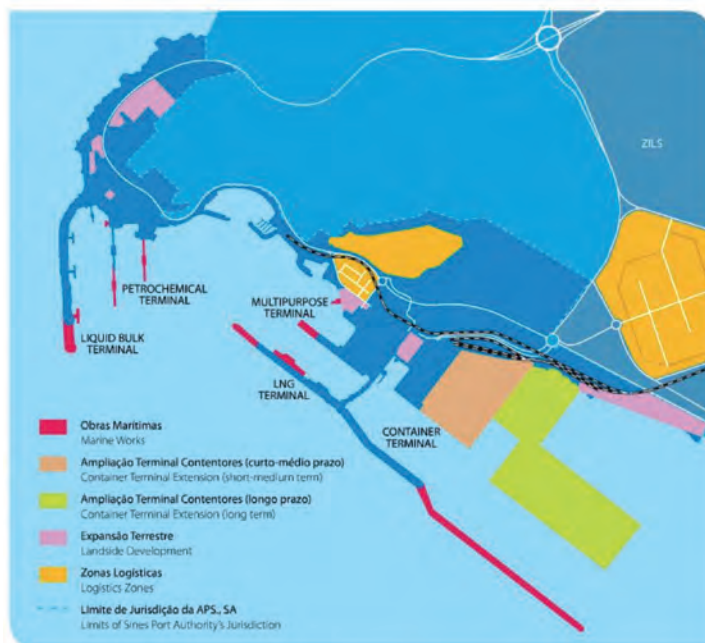 ZILS
PETROCHEMICAL
TERMINAL
MULTIPURPOSE
TERMINAL
LIQUID BULK
TERMINAL
LNG
TERMINAL
CONTAINER
TERMINAL
Obras Marítimas
Marine Works
Ampliação Terminal Contentores (curto-médio prazo)
Container Terminal Extension (short-medium term)
Ampliação Terminal Contentores (longo prazo)
Container Terminal Extension (long term)
Expansão Terrestre
Landside Development
Zonas Logísticas
Logistics Zones
Limite de Jurisdição da APS., SA
Limits of Sines Port Authority's Jurisdiction